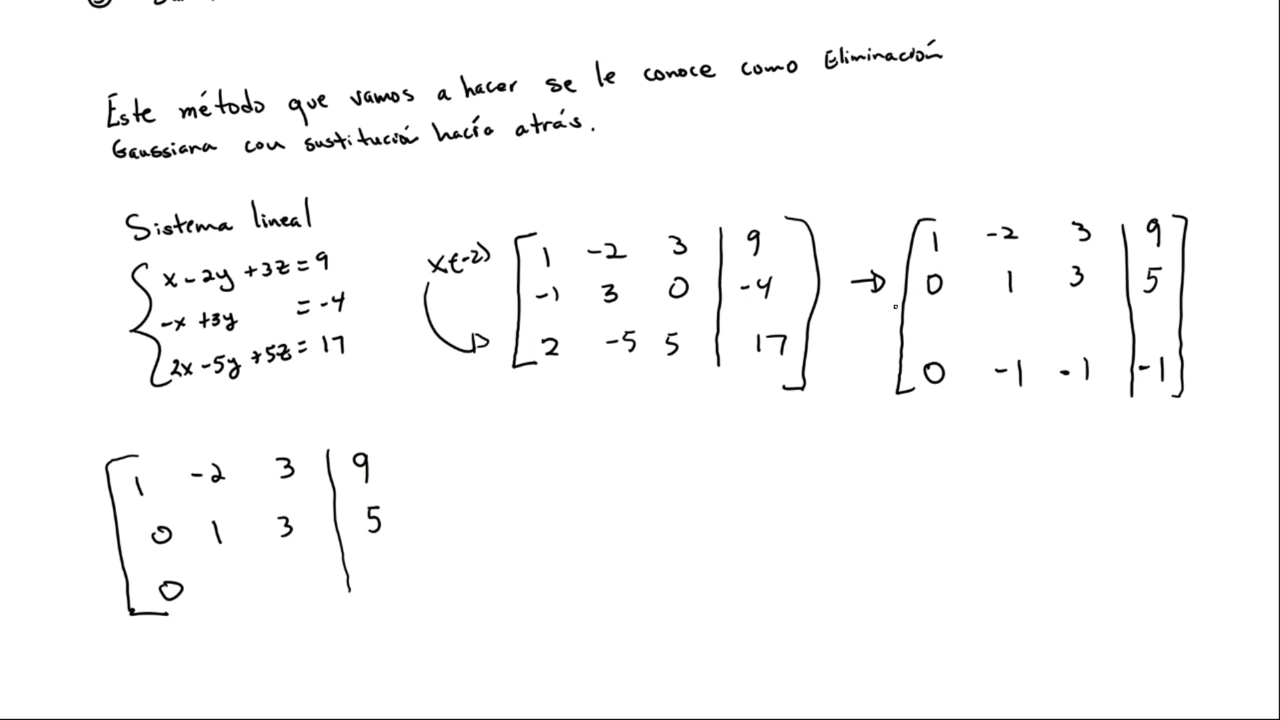 Este método que vamos a hacer se le conoce como Eliminación
Gaussiana con sustitución hacía atrás.
Sistema lineal
x - 2y + 3z = 9
-x + 3y = -4
2x - 5y + 5z = 17
x(-2)
1 -2 3 | 9
-1 3 0 | -4
2 -5 5 | 17
→
1 -2 3 | 9
0 1 3 | 5
0 -1 -1 | -1
1 -2 3 | 9
0 1 3 | 5
0